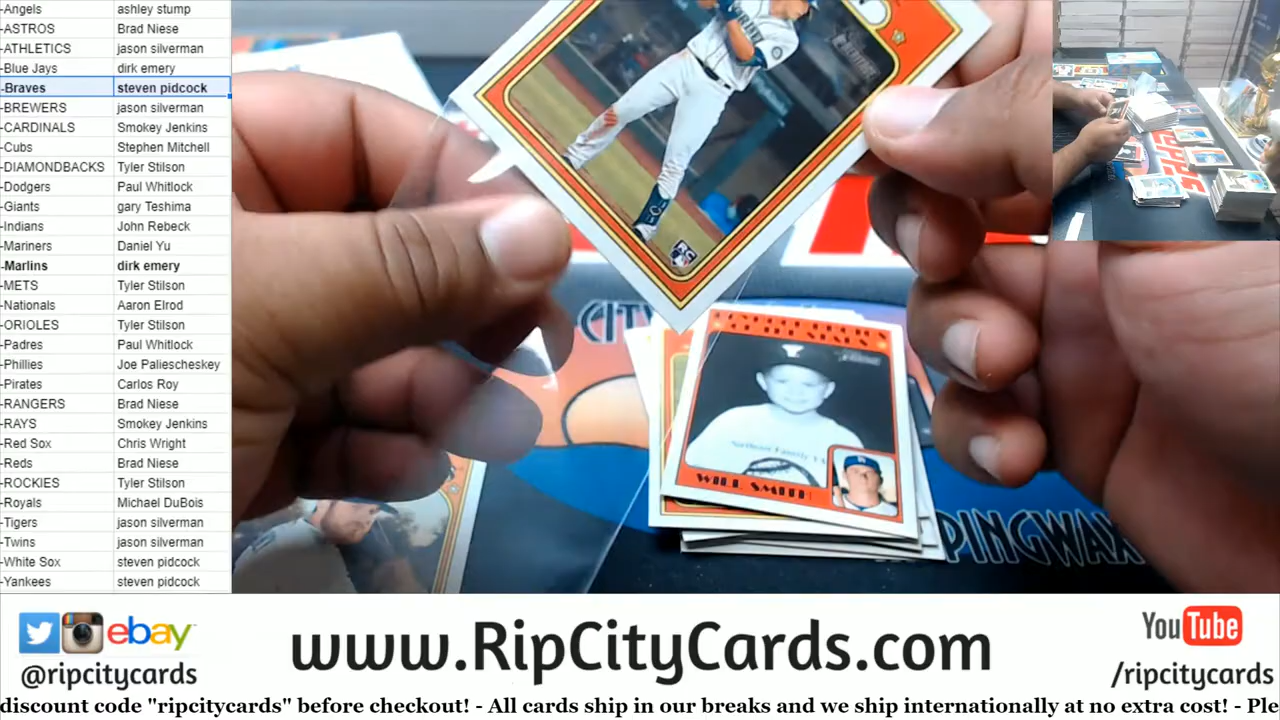 -Angels ashley stump
-ASTROS Brad Niese
-ATHLETICS jason silverman
-Blue Jays dirk emery
-Braves steven pidcock
-BREWERS jason silverman
-CARDINALS Smokey Jenkins
-Cubs Stephen Mitchell
-DIAMONDBACKS Tyler Stilson
-Dodgers Paul Whitlock
-Giants gary Teshima
-Indians John Rebeck
-Mariners Daniel Yu
-Marlins dirk emery
-METS Tyler Stilson
-Nationals Aaron Elrod
-ORIOLES Tyler Stilson
-Padres Paul Whitlock
-Phillies Joe Paliescheskey
-Pirates Carlos Roy
-RANGERS Brad Niese
-RAYS Smokey Jenkins
-Red Sox Chris Wright
-Reds Brad Niese
-ROCKIES Tyler Stilson
-Royals Michael DuBois
-Tigers jason silverman
-Twins jason silverman
-White Sox steven pidcock
-Yankees steven pidcock
WILL SMITH
PINGWAX
TOPPS
ebay
@ripcitycards
www.RipCityCards.com
YouTube
/ripcitycards
discount code "ripcitycards" before checkout! - All cards ship in our breaks and we ship internationally at no extra cost! - Ple